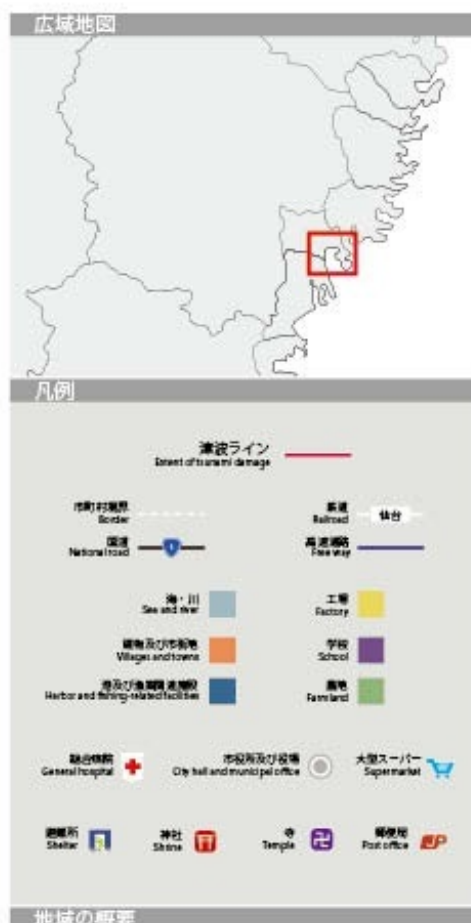 広域地図
凡例
津波ライン
Extent of tsunami damage
市町村境界
Border
鉄道
Railroad
仙台
国道
National road
高速道路
Free way
海・川
Sea and river
工場
Factory
建物及び市街地
Villages and towns
学校
School
港及び漁業関連施設
Harbor and fishing-related facilities
農地
Farmland
総合病院
General hospital
市役所及び役場
City hall and municipal office
大型スーパー
Supermarket
避難所
Shelter
神社
Shrine
寺
Temple
郵便局
Post office
地域の概要